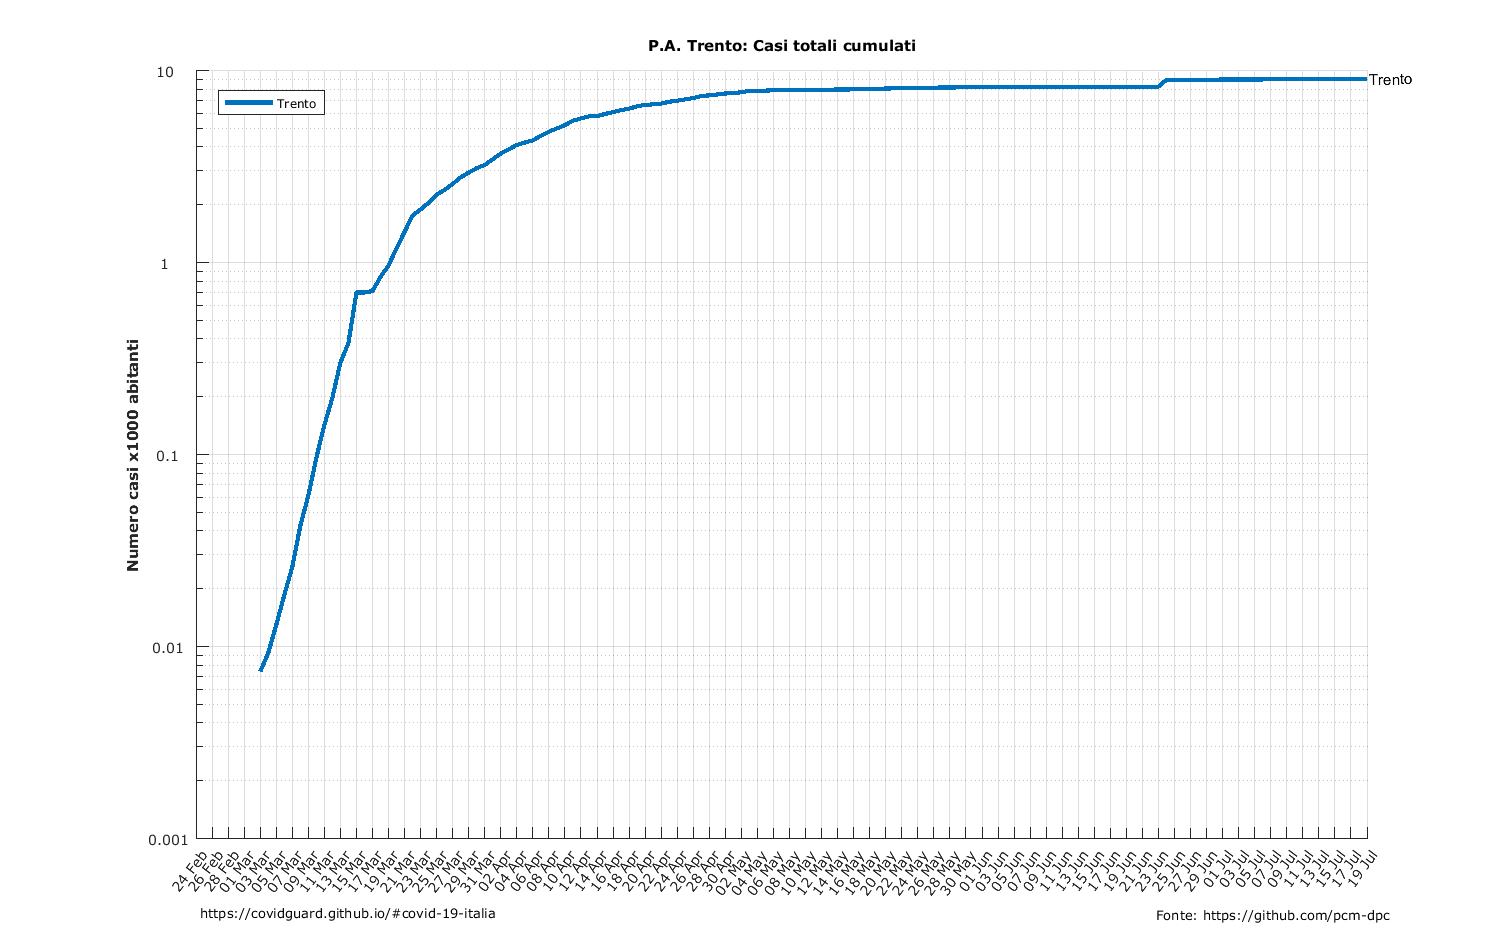 P.A. Trento: Casi totali cumulati
Trento
Trento
Numero casi x1000 abitanti
10
1
0.1
0.01
0.001
24 Feb
26 Feb
28 Feb
01 Mar
03 Mar
05 Mar
07 Mar
09 Mar
11 Mar
13 Mar
15 Mar
17 Mar
19 Mar
21 Mar
23 Mar
25 Mar
27 Mar
29 Mar
31 Mar
02 Apr
04 Apr
06 Apr
08 Apr
10 Apr
12 Apr
14 Apr
16 Apr
18 Apr
20 Apr
22 Apr
24 Apr
26 Apr
28 Apr
30 Apr
02 May
04 May
06 May
08 May
10 May
12 May
14 May
16 May
18 May
20 May
22 May
24 May
26 May
28 May
30 May
01 Jun
03 Jun
05 Jun
07 Jun
09 Jun
11 Jun
13 Jun
15 Jun
17 Jun
19 Jun
21 Jun
23 Jun
25 Jun
27 Jun
29 Jun
01 Jul
03 Jul
05 Jul
07 Jul
09 Jul
11 Jul
13 Jul
15 Jul
17 Jul
19 Jul
https://covidguard.github.io/#covid-19-italia
Fonte: https://github.com/pcm-dpc